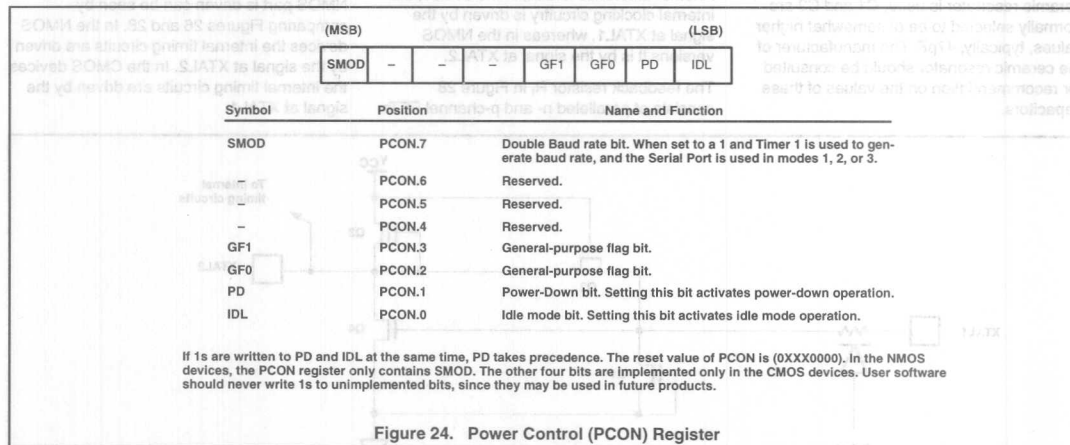 (MSB) (LSB)
SMOD – – – GF1 GF0 PD IDL
Symbol Position Name and Function
SMOD PCON.7 Double Baud rate bit. When set to a 1 and Timer 1 is used to gen-
erate baud rate, and the Serial Port is used in modes 1, 2, or 3.
– PCON.6 Reserved.
– PCON.5 Reserved.
– PCON.4 Reserved.
GF1 PCON.3 General-purpose flag bit.
GF0 PCON.2 General-purpose flag bit.
PD PCON.1 Power-Down bit. Setting this bit activates power-down operation.
IDL PCON.0 Idle mode bit. Setting this bit activates idle mode operation.
If 1s are written to PD and IDL at the same time, PD takes precedence. The reset value of PCON is (0XXX0000). In the NMOS
devices, the PCON register only contains SMOD. The other four bits are implemented only in the CMOS devices. User software
should never write 1s to unimplemented bits, since they may be used in future products.
Figure 24. Power Control (PCON) Register